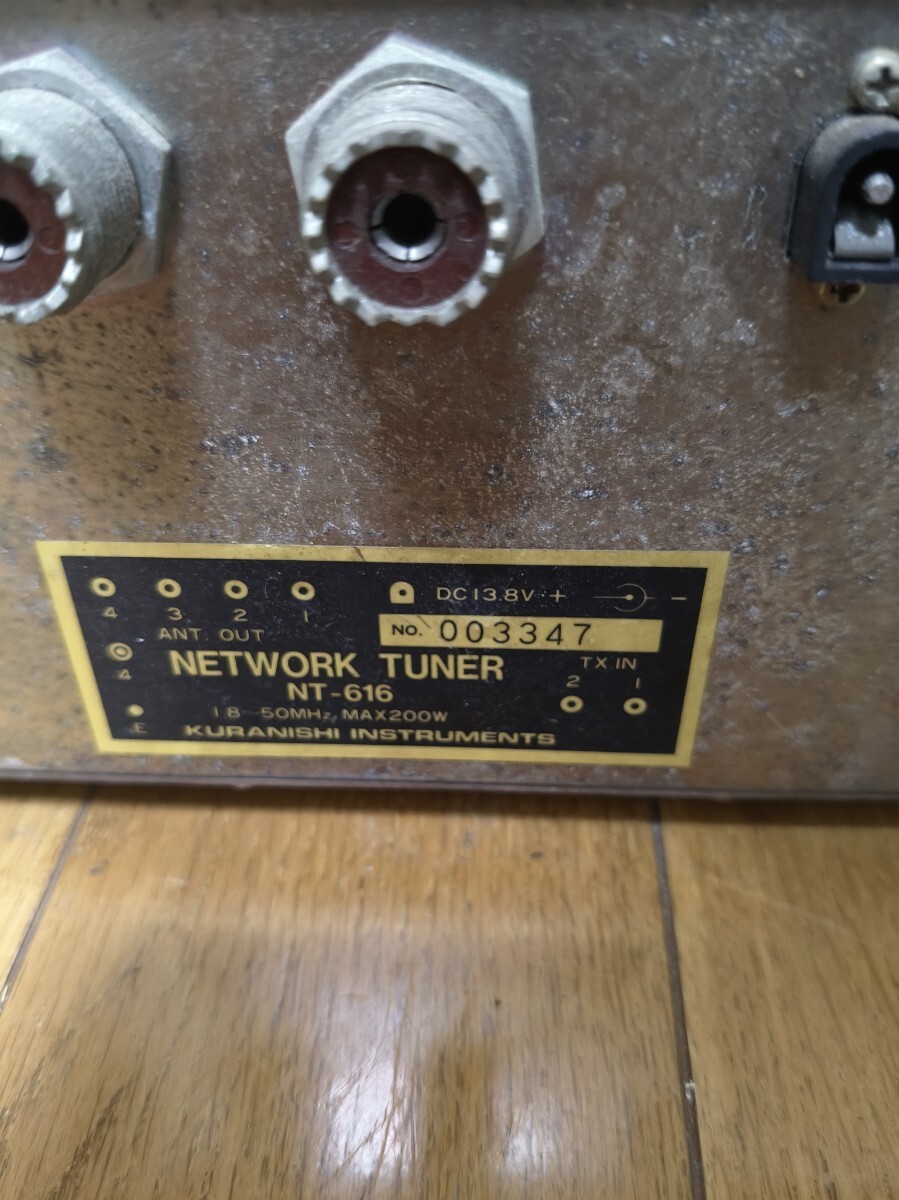 DC13.8V + −
4 3 2 1
ANT. OUT
NO. 003347
4
NETWORK TUNER
TX.IN
2 1
NT-616
1.8~50MHz, MAX200W
E
KURANISHI INSTRUMENTS